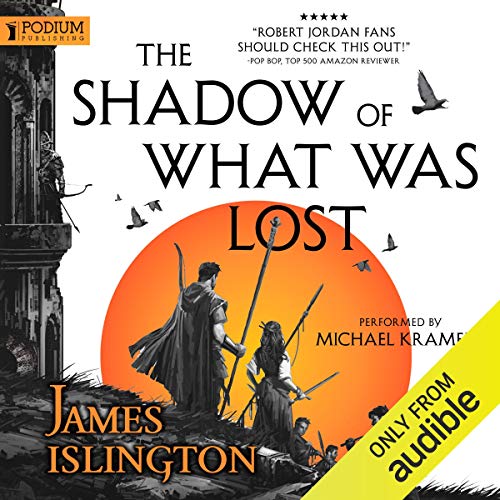 PODIUM
PUBLISHING
★★★★★
“ROBERT JORDAN FANS
SHOULD CHECK THIS OUT!”
-POP BOP, TOP 500 AMAZON REVIEWER
THE
SHADOW OF
WHAT WAS
LOST
PERFORMED BY
MICHAEL KRAME
JAMES
ISLINGTON
ONLY FROM
audible